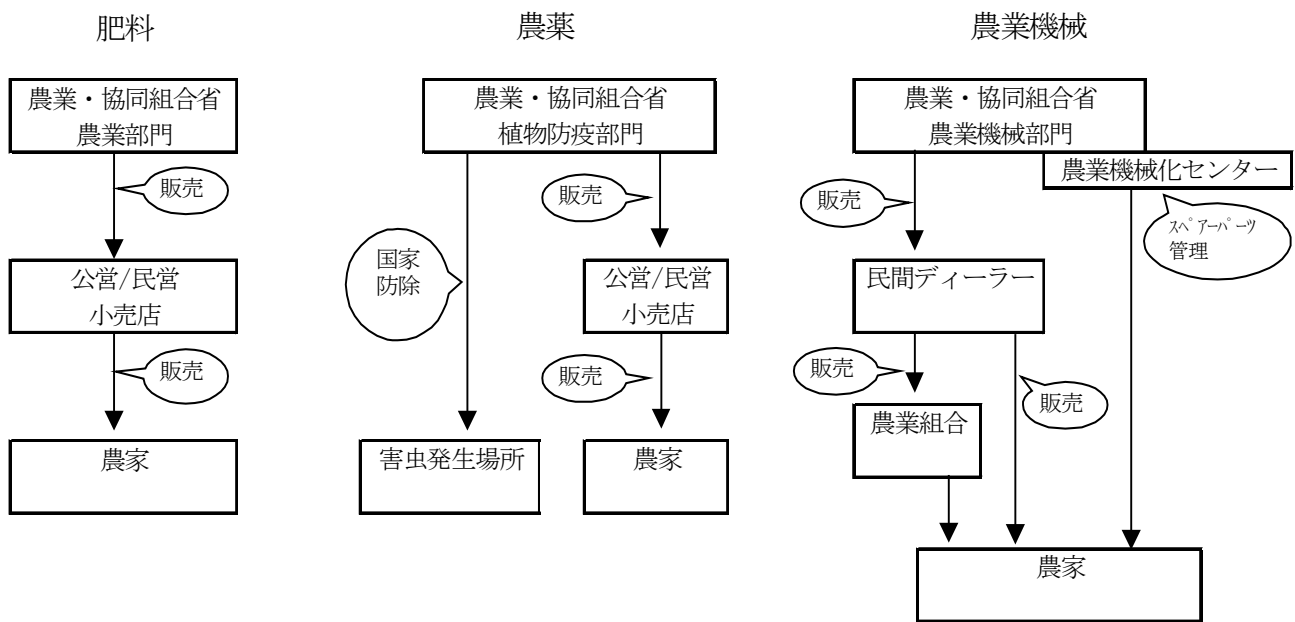 肥料
農業・協同組合省
農業部門
販売
公営/民営
小売店
販売
農家
農薬
農業・協同組合省
植物防疫部門
国家
防除
販売
公営/民営
小売店
販売
害虫発生場所
農家
農業機械
農業・協同組合省
農業機械部門
農業機械化センター
販売
スペアーパーツ
管理
民間ディーラー
販売
販売
農業組合
農家